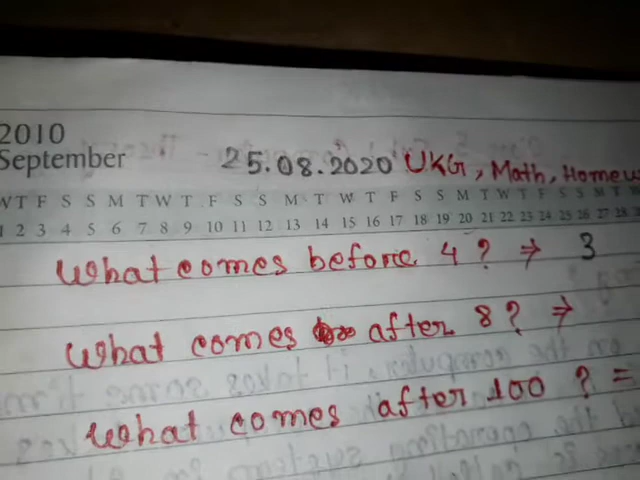 2010
September
25.08.2020 UKG, Math, Homew
W T F S S M T W T F S S M T W T F S S M T W T F S S M T
1 2 3 4 5 6 7 8 9 10 11 12 13 14 15 16 17 18 19 20 21 22 23 24 25 26 27 28
What comes before 4 ? ⇒ 3
What comes after 8 ? ⇒
What comes after 100 ? =